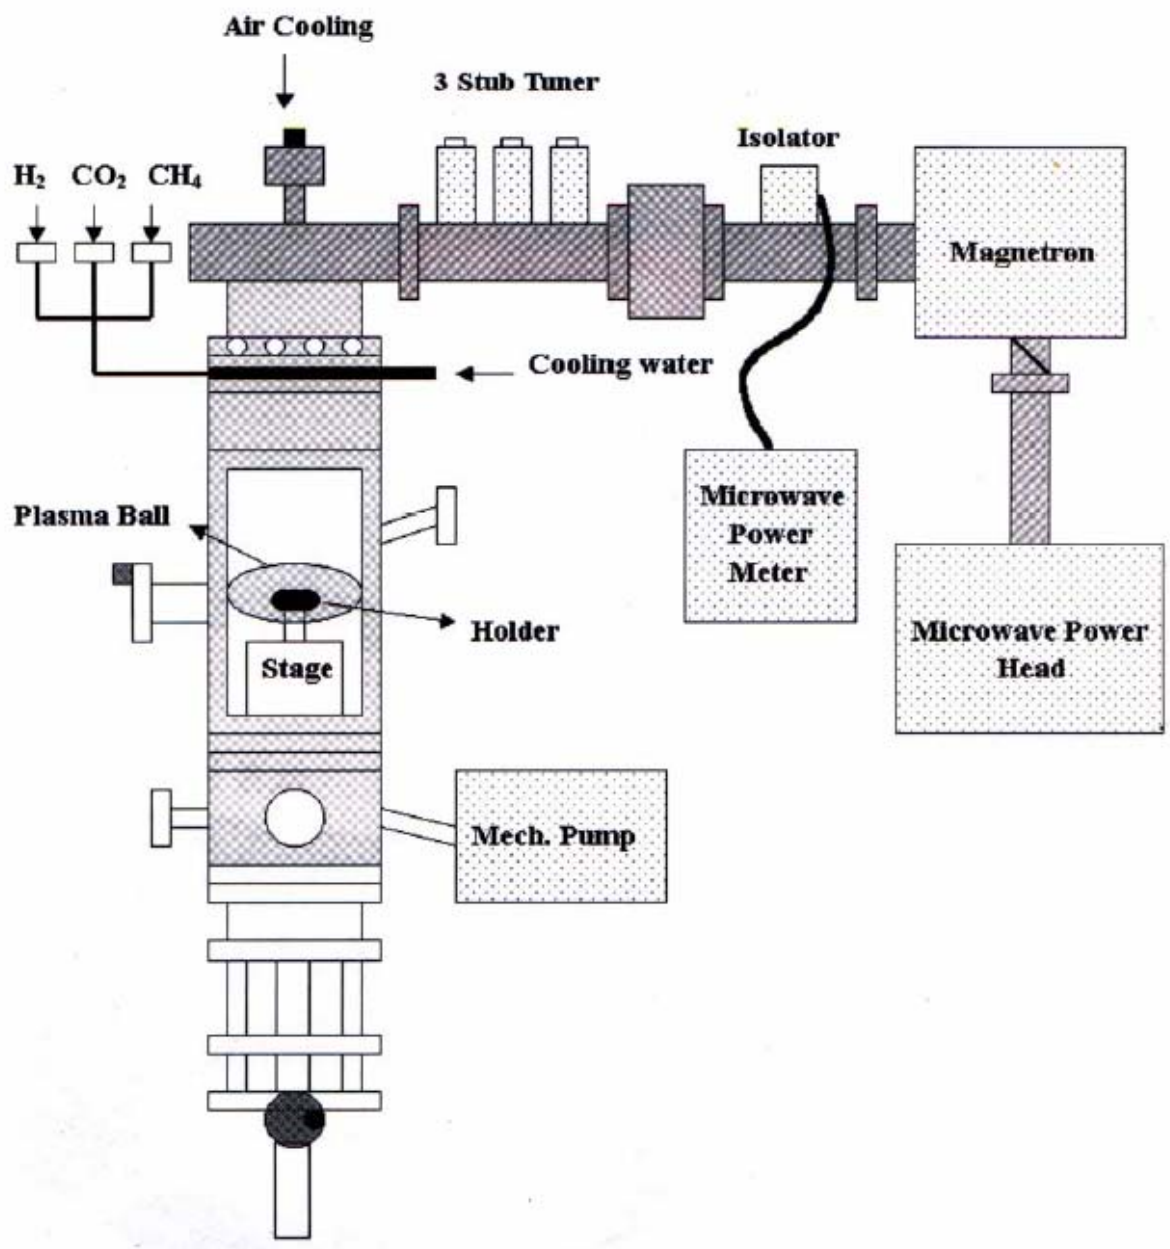 Air Cooling
3 Stub Tuner
Isolator
H₂ CO₂ CH₄
Magnetron
Cooling water
Microwave
Power
Meter
Plasma Ball
Holder
Microwave Power
Head
Stage
Mech. Pump